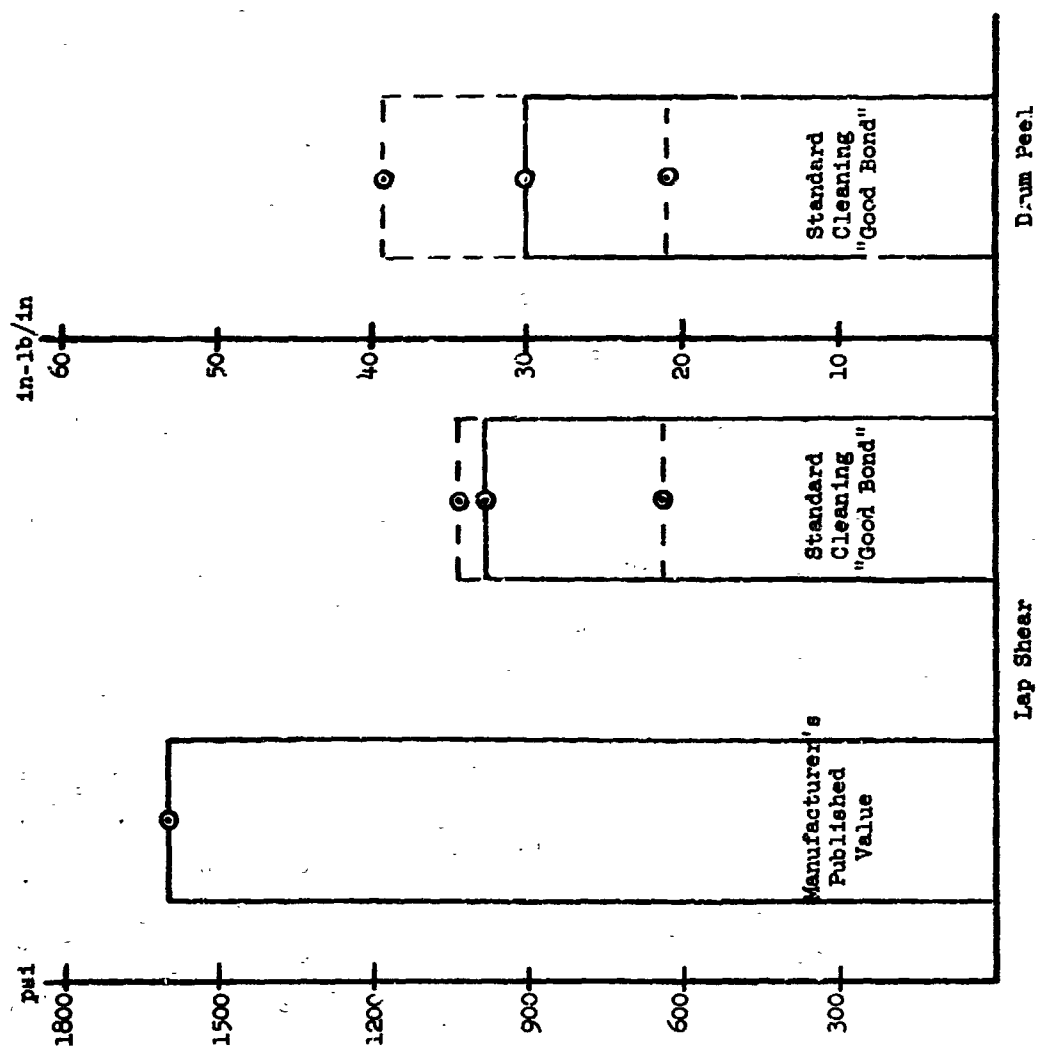 psi
1800
1500
1200
900
600
300
Manufacturer's
Published
Value
Standard
Cleaning
"Good Bond"
Lap Shear
in-lb/in
60
50
40
30
20
10
Standard
Cleaning
"Good Bond"
Drum Peel